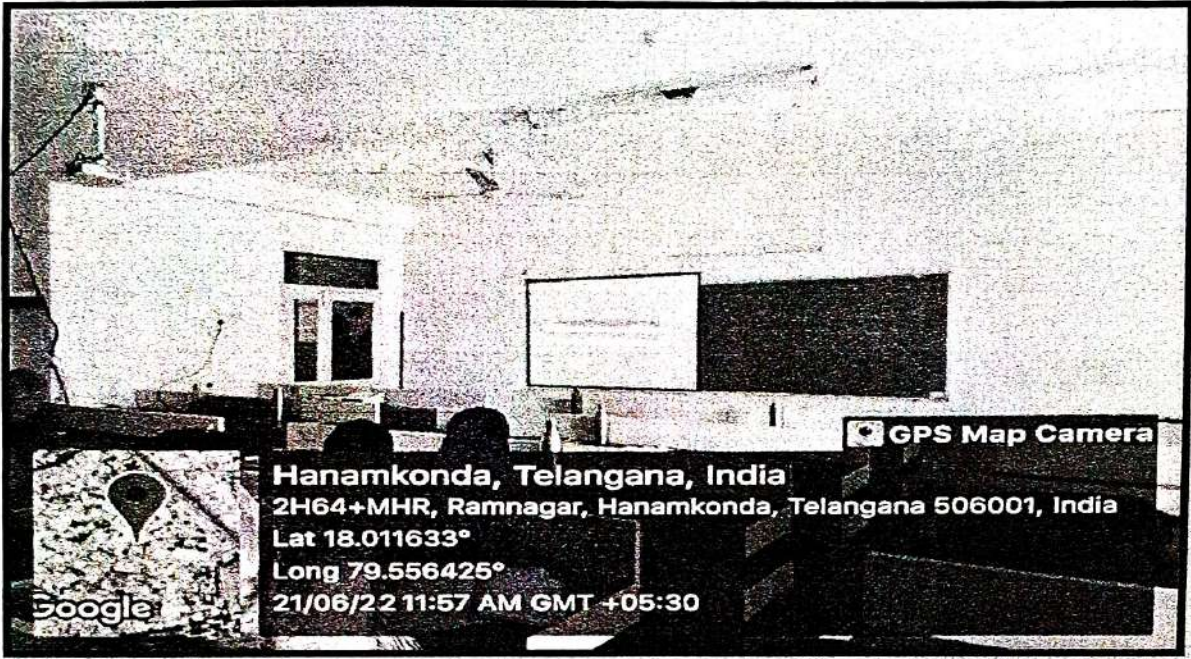 GPS Map Camera
Hanamkonda, Telangana, India
2H64+MHR, Ramnagar, Hanamkonda, Telangana 506001, India
Lat 18.011633°
Long 79.556425°
21/06/22 11:57 AM GMT +05:30
Google